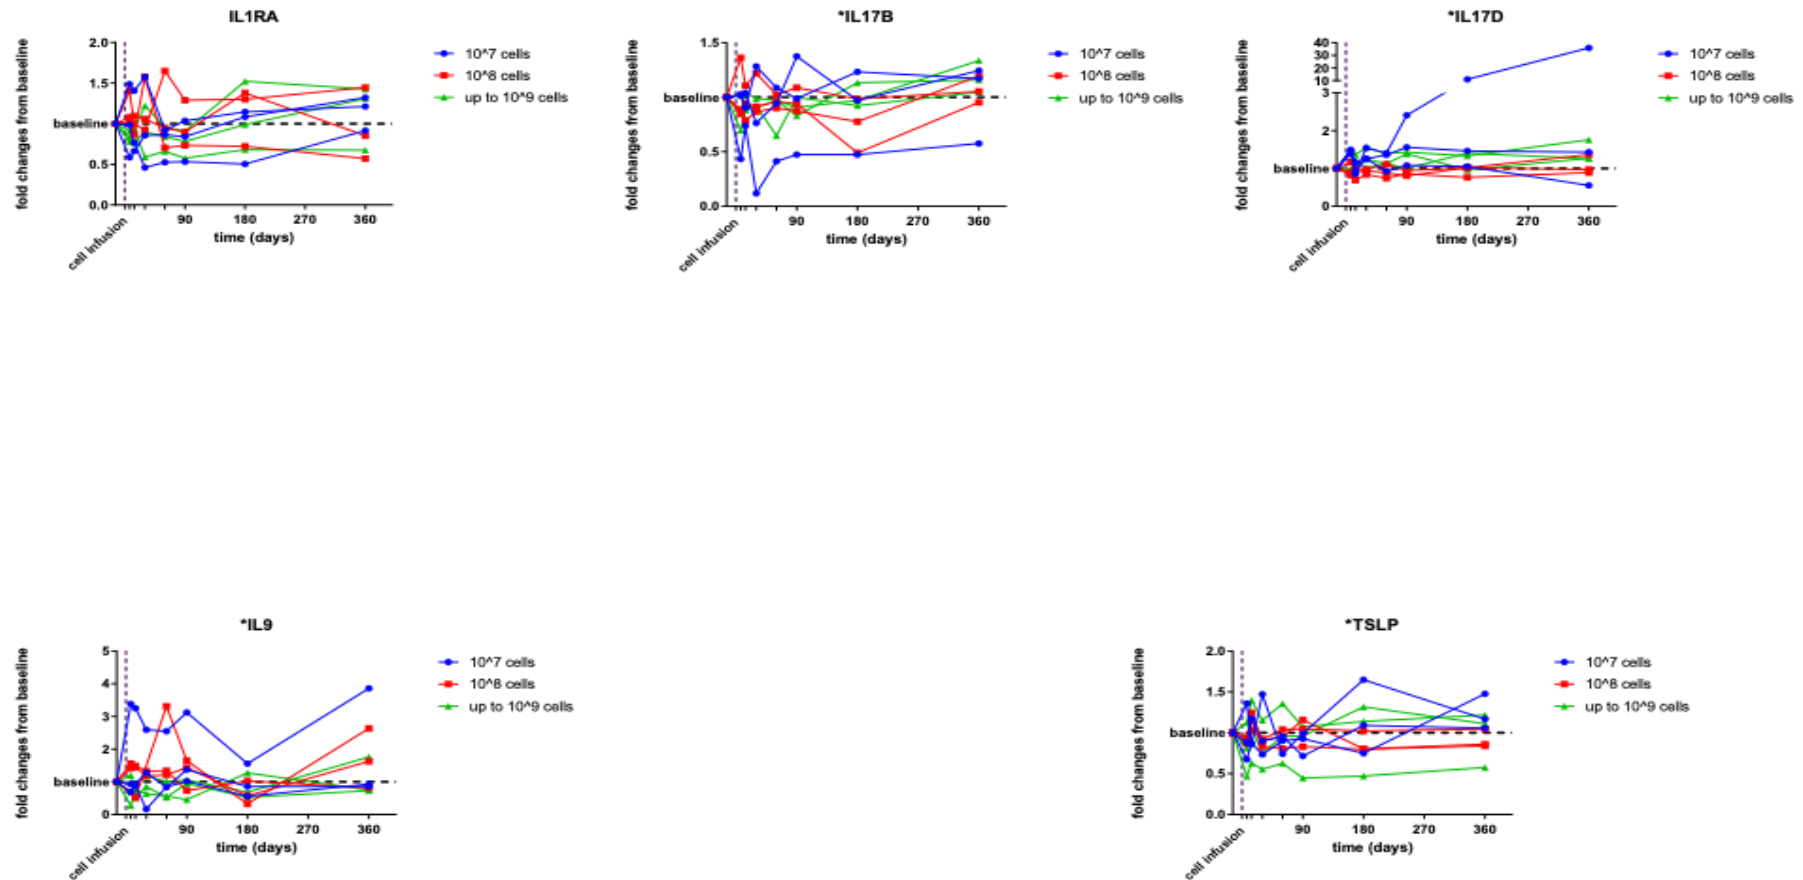 IL1RA
fold changes from baseline
2.0
1.5
baseline
0.5
0.0
90
180
270
360
cell infusion
time (days)
10^7 cells
10^8 cells
up to 10^9 cells
*IL17B
fold changes from baseline
1.5
baseline
0.5
0.0
90
180
270
360
cell infusion
time (days)
10^7 cells
10^8 cells
up to 10^9 cells
*IL17D
fold changes from baseline
40
30
20
10
3
2
baseline
0
90
180
270
360
cell infusion
time (days)
10^7 cells
10^8 cells
up to 10^9 cells
*IL9
fold changes from baseline
5
4
3
2
baseline
0
90
180
270
360
cell infusion
time (days)
10^7 cells
10^8 cells
up to 10^9 cells
*TSLP
fold changes from baseline
2.0
1.5
baseline
0.5
0.0
90
180
270
360
cell infusion
time (days)
10^7 cells
10^8 cells
up to 10^9 cells